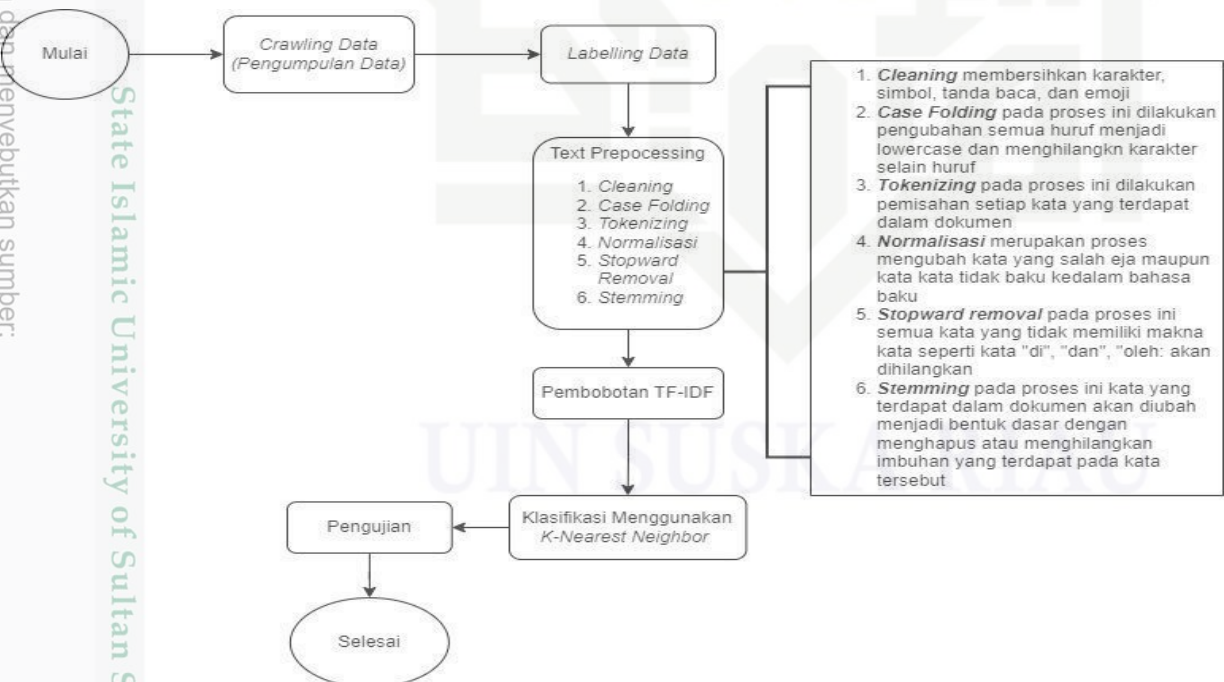 Mulai
Crawling Data
(Pengumpulan Data)
Labelling Data
Text Prepocessing
1. Cleaning
2. Case Folding
3. Tokenizing
4. Normalisasi
5. Stopward
Removal
6. Stemming
1. Cleaning membersihkan karakter,
simbol, tanda baca, dan emoji
2. Case Folding pada proses ini dilakukan
pengubahan semua huruf menjadi
lowercase dan menghilangkn karakter
selain huruf
3. Tokenizing pada proses ini dilakukan
pemisahan setiap kata yang terdapat
dalam dokumen
4. Normalisasi merupakan proses
mengubah kata yang salah eja maupun
kata kata tidak baku kedalam bahasa
baku
5. Stopward removal pada proses ini
semua kata yang tidak memiliki makna
kata seperti kata "di", "dan", "oleh: akan
dihilangkan
6. Stemming pada proses ini kata yang
terdapat dalam dokumen akan diubah
menjadi bentuk dasar dengan
menghapus atau menghilangkan
imbuhan yang terdapat pada kata
tersebut
Pembobotan TF-IDF
Klasifikasi Menggunakan
K-Nearest Neighbor
Pengujian
Selesai
UIN SUSKA RIAU
State Islamic University of Sultan
dan menyebutkan sumber: